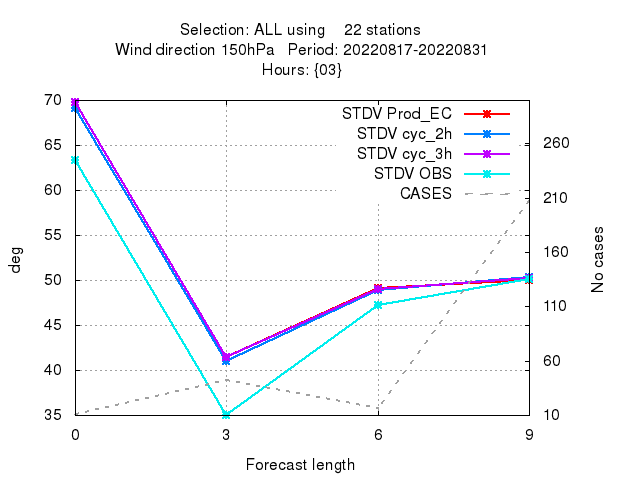 Selection: ALL using 22 stations
Wind direction 150hPa Period: 20220817-20220831
Hours: {03}
STDV Prod_EC
STDV cyc_2h
STDV cyc_3h
STDV OBS
CASES
70
65
60
55
50
45
40
35
deg
260
210
160
110
60
10
No cases
0 3 6 9
Forecast length